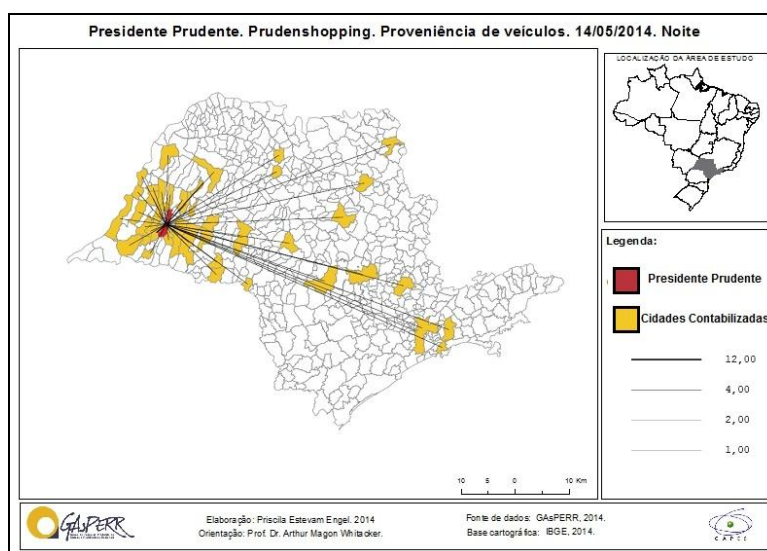 Presidente Prudente. Prudenshopping. Proveniência de veículos. 14/05/2014. Noite
LOCALIZAÇÃO DA ÁREA DE ESTUDO
Legenda:
Presidente Prudente
Cidades Contabilizadas
12,00
4,00
2,00
1,00
10 5 0 10 Km
GAsPERR
Elaboração: Priscila Estevam Engel. 2014
Orientação: Prof. Dr. Arthur Magon Whitacker.
Fonte de dados: GAsPERR, 2014.
Base cartográfica: IBGE, 2014.
CAPES